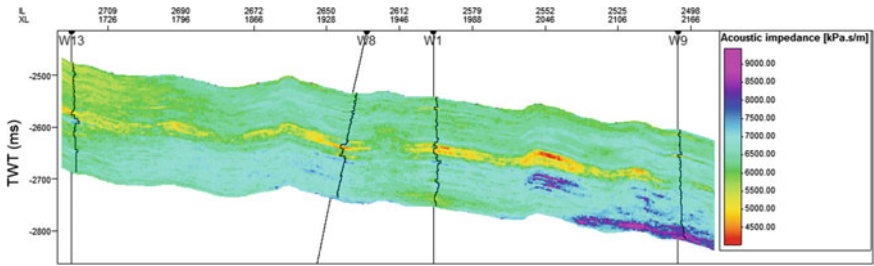 IL 2709 2690 2672 2650 2612 2579 2552 2525 2498
XL 1726 1796 1866 1928 1946 1988 2046 2106 2166
W13 W8 W1 W9
Acoustic impedance [kPa.s/m]
TWT (ms)
-2500
-2600
-2700
-2800
9000.00
8500.00
8000.00
7500.00
7000.00
6500.00
6000.00
5500.00
5000.00
4500.00